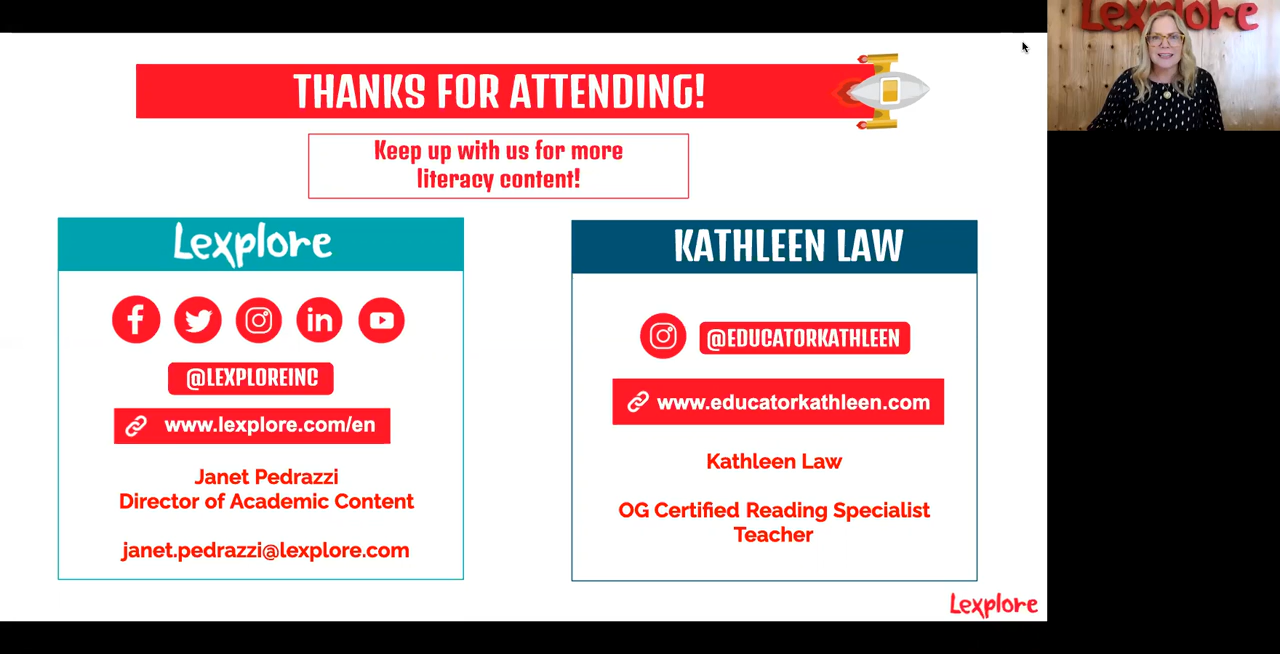 THANKS FOR ATTENDING!
Keep up with us for more
literacy content!
Lexplore
@LEXPLOREINC
www.lexplore.com/en
Janet Pedrazzi
Director of Academic Content
janet.pedrazzi@lexplore.com
KATHLEEN LAW
@EDUCATORKATHLEEN
www.educatorkathleen.com
Kathleen Law
OG Certified Reading Specialist
Teacher
Lexplore
Lexplore